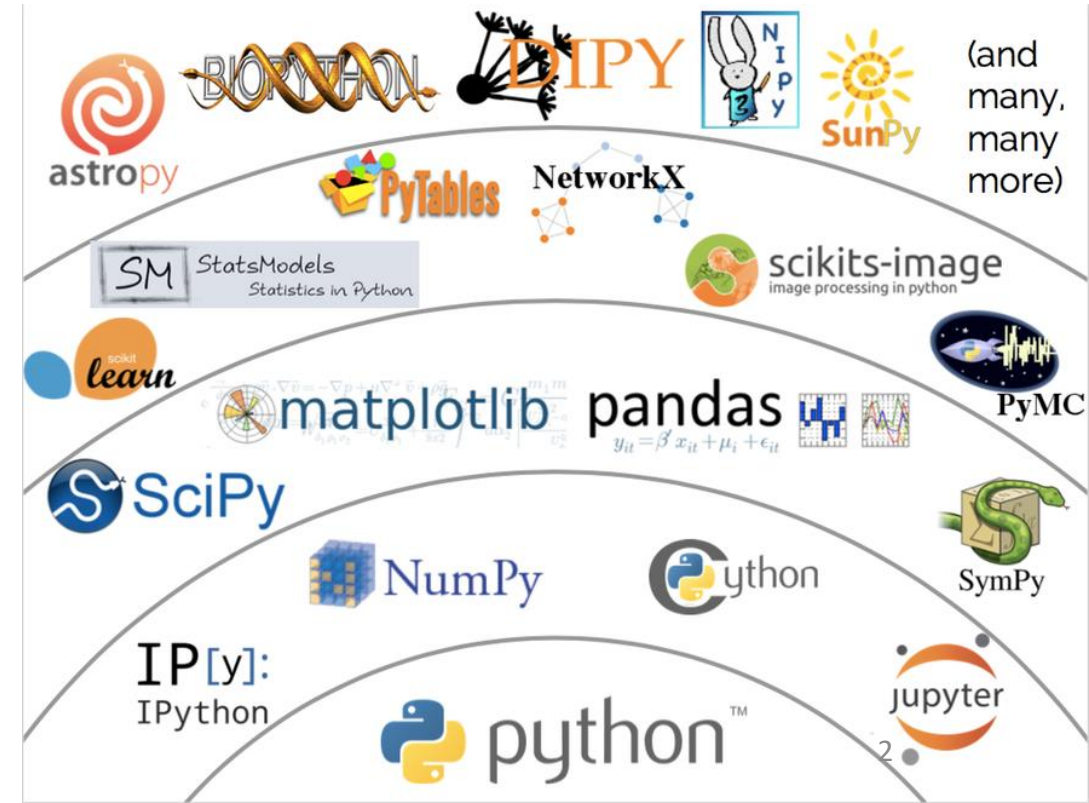 BIOPYTHON
DIPY
NIPY
SunPy
(and
many,
many
more)
astropy
PyTables
NetworkX
SM StatsModels
Statistics in Python
scikits-image
image processing in python
scikit
learn
matplotlib
pandas
PyMC
SciPy
NumPy
Cython
SymPy
IP[y]:
IPython
python™
jupyter
2